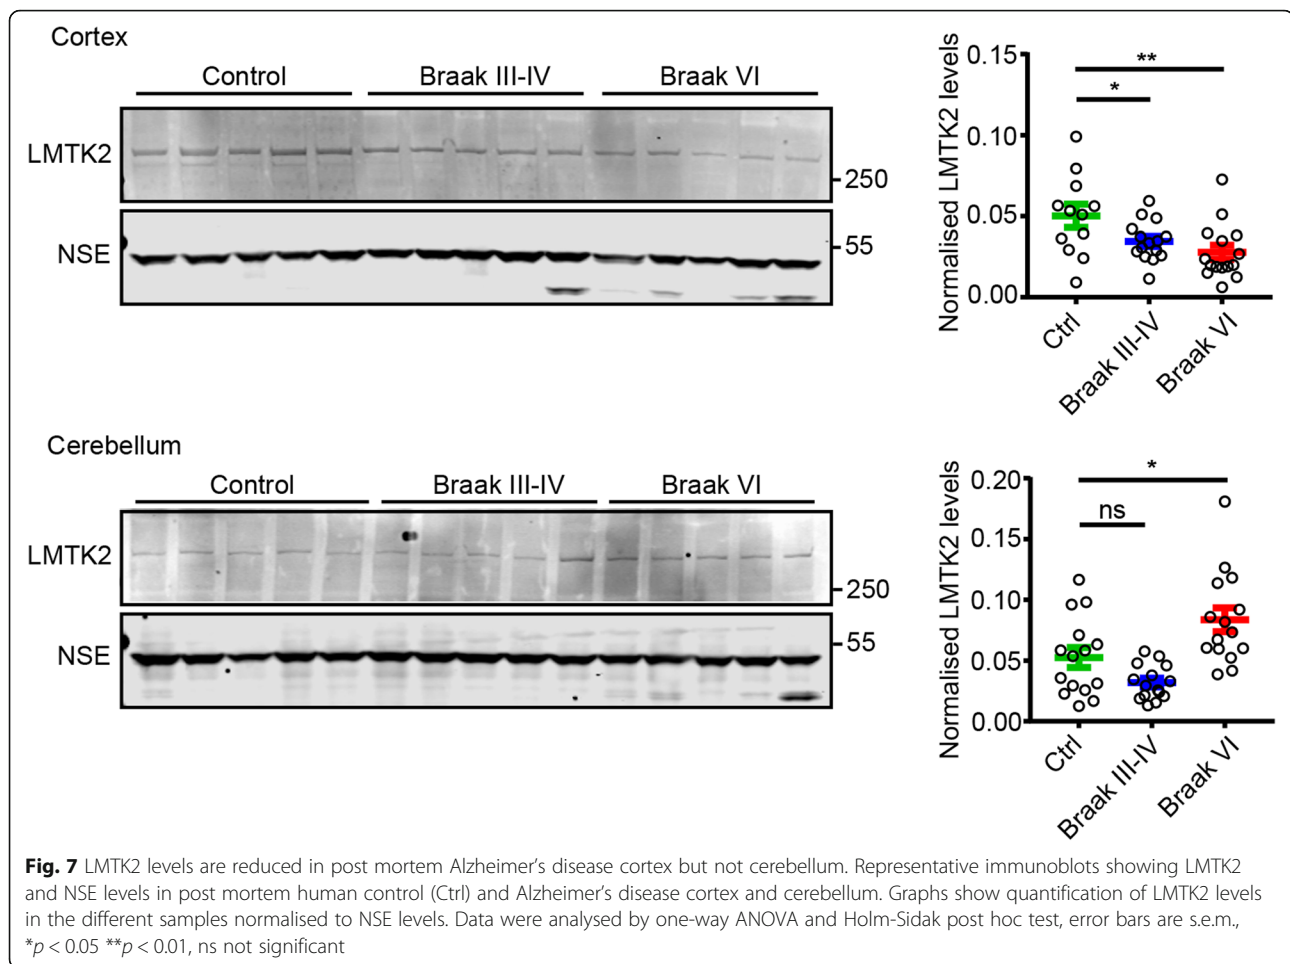 Cortex
Control Braak III-IV Braak VI
LMTK2
250
NSE
55
Normalised LMTK2 levels
0.15
0.10
0.05
0.00
**
*
Ctrl
Braak III-IV
Braak VI
Cerebellum
Control Braak III-IV Braak VI
LMTK2
250
NSE
55
Normalised LMTK2 levels
0.20
0.15
0.10
0.05
0.00
*
ns
Ctrl
Braak III-IV
Braak VI
Fig. 7 LMTK2 levels are reduced in post mortem Alzheimer's disease cortex but not cerebellum. Representative immunoblots showing LMTK2
and NSE levels in post mortem human control (Ctrl) and Alzheimer's disease cortex and cerebellum. Graphs show quantification of LMTK2 levels
in the different samples normalised to NSE levels. Data were analysed by one-way ANOVA and Holm-Sidak post hoc test, error bars are s.e.m.,
*p < 0.05 **p < 0.01, ns not significant